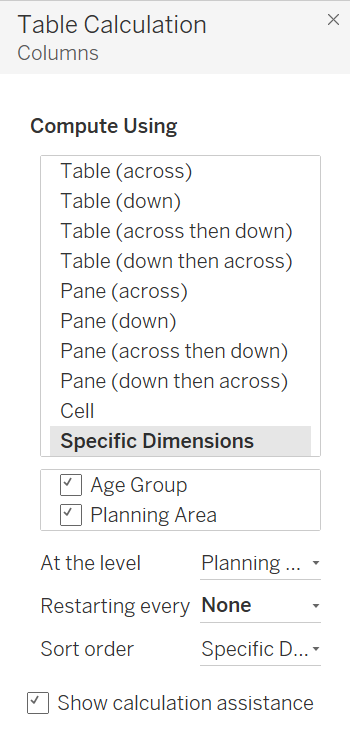 Table Calculation
Columns
Compute Using
Table (across)
Table (down)
Table (across then down)
Table (down then across)
Pane (across)
Pane (down)
Pane (across then down)
Pane (down then across)
Cell
Specific Dimensions
Age Group
Planning Area
At the level Planning ...
Restarting every None
Sort order Specific D...
Show calculation assistance